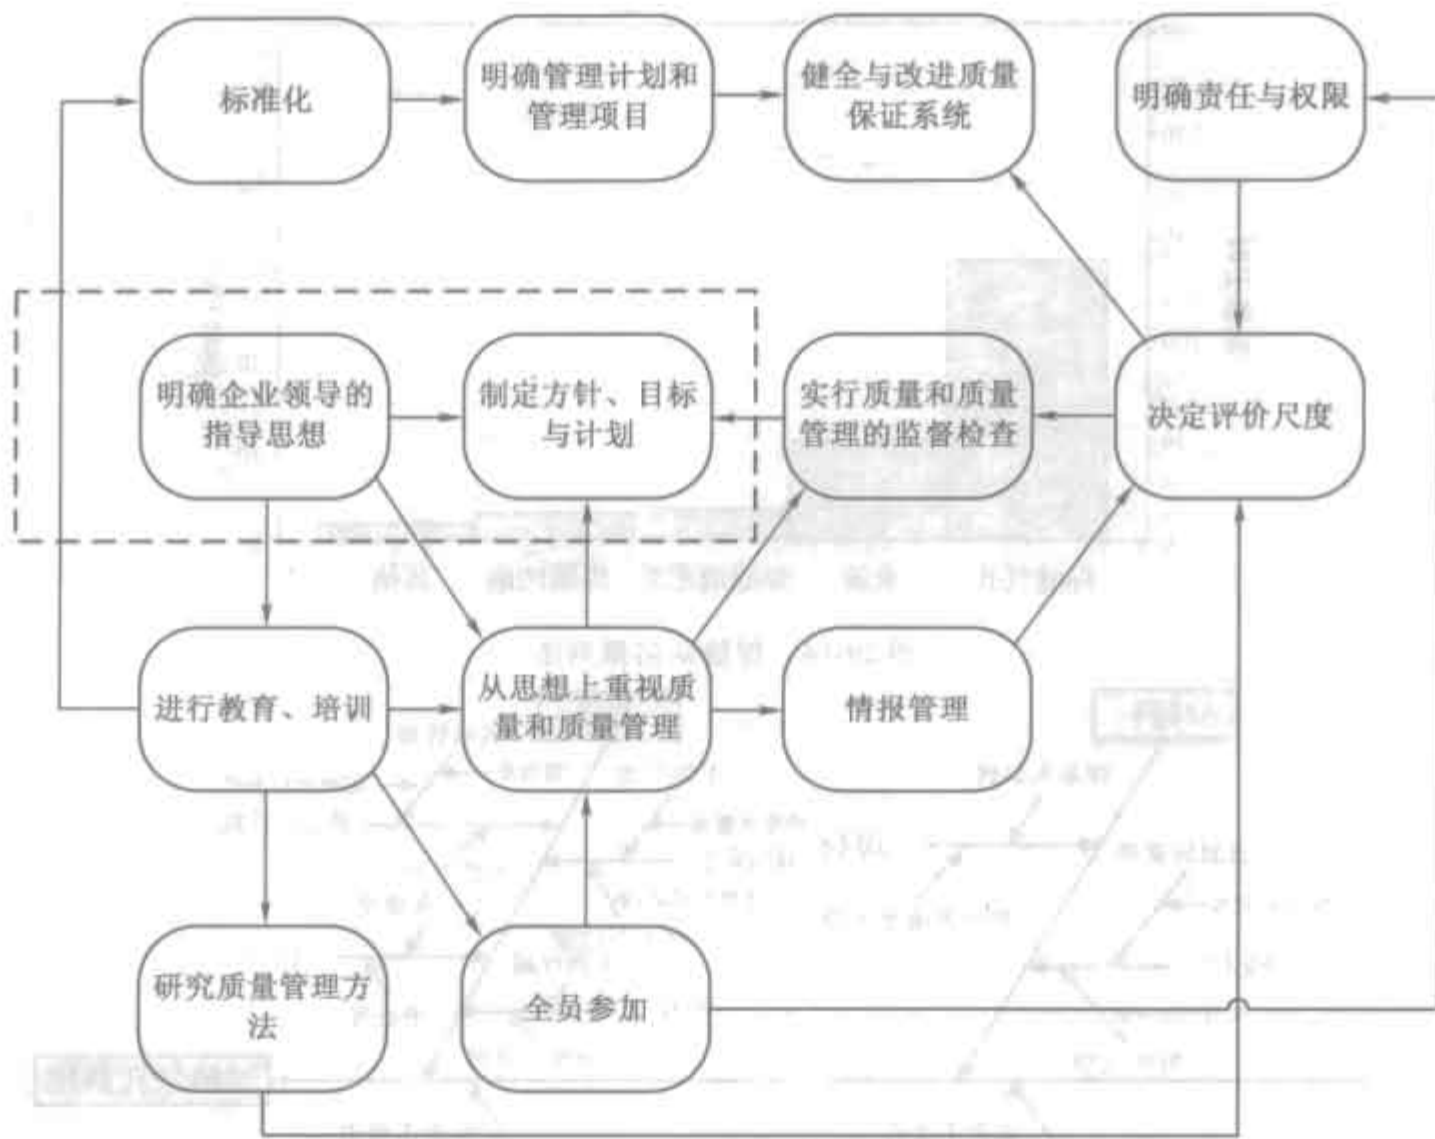 标准化
明确管理计划和
管理项目
健全与改进质量
保证系统
明确责任与权限
明确企业领导的
指导思想
制定方针、目标
与计划
实行质量和质量
管理的监督检查
决定评价尺度
进行教育、培训
从思想上重视质
量和质量管理
情报管理
研究质量管理方
法
全员参加